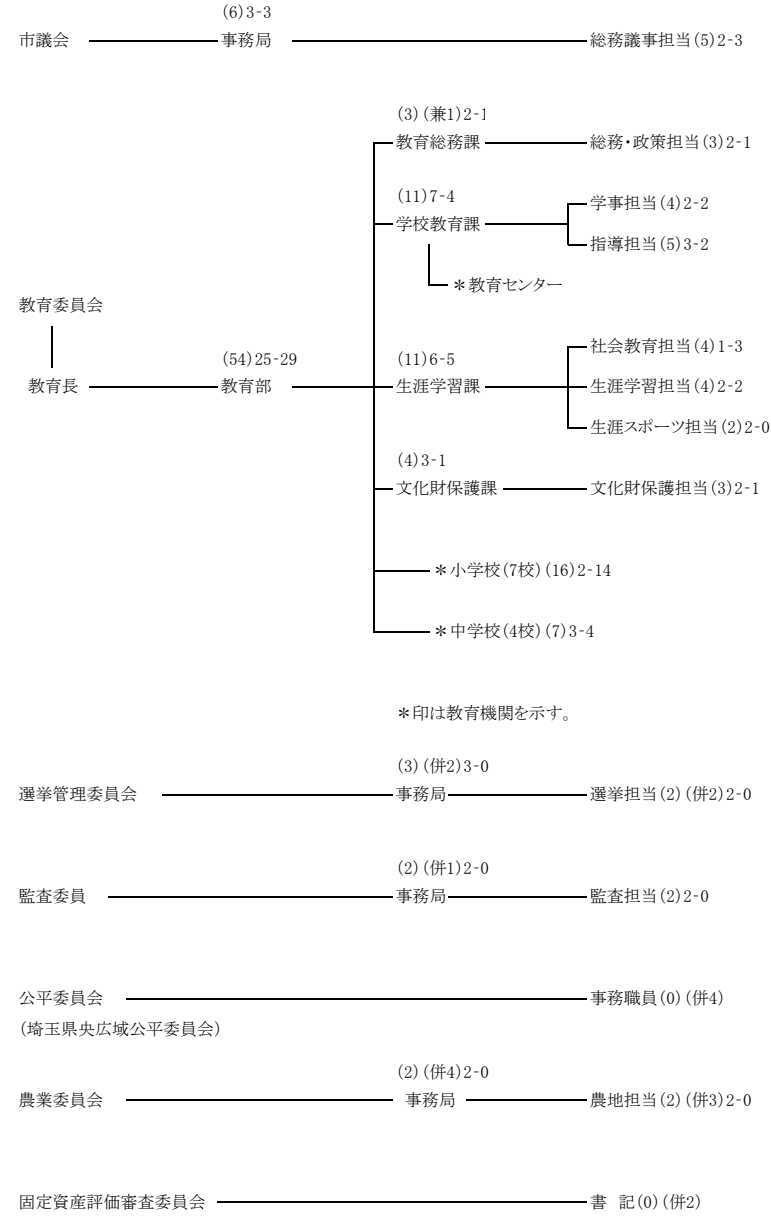 (6)3-3
市議会 事務局 総務議事担当(5)2-3
(3)(兼1)2-1
教育総務課 総務・政策担当(3)2-1
(11)7-4
学事担当(4)2-2
学校教育課
指導担当(5)3-2
＊教育センター
教育委員会
社会教育担当(4)1-3
(54)25-29 (11)6-5
教育長 教育部 生涯学習課 生涯学習担当(4)2-2
生涯スポーツ担当(2)2-0
(4)3-1
文化財保護課 文化財保護担当(3)2-1
＊小学校(7校)(16)2-14
＊中学校(4校)(7)3-4
＊印は教育機関を示す。
(3)(併2)3-0
選挙管理委員会 事務局 選挙担当(2)(併2)2-0
(2)(併1)2-0
監査委員 事務局 監査担当(2)2-0
公平委員会 事務職員(0)(併4)
(埼玉県央広域公平委員会)
(2)(併4)2-0
農業委員会 事務局 農地担当(2)(併3)2-0
固定資産評価審査委員会 書 記(0)(併2)